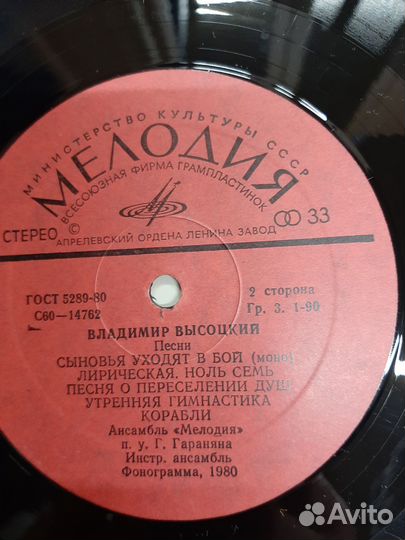 МИНИСТЕРСТВО КУЛЬТУРЫ СССР
МЕЛОДИЯ
ВСЕСОЮЗНАЯ ФИРМА ГРАМПЛАСТИНОК
СТЕРЕО
33
АПРЕЛЕВСКИЙ ОРДЕНА ЛЕНИНА ЗАВОД
ГОСТ 5289-80
2 сторона
С60—14762
Гр. 3. 1-90
ВЛАДИМИР ВЫСОЦКИЙ
Песни
СЫНОВЬЯ УХОДЯТ В БОЙ (моно)
ЛИРИЧЕСКАЯ. НОЛЬ СЕМЬ
ПЕСНЯ О ПЕРЕСЕЛЕНИИ ДУШ
УТРЕННЯЯ ГИМНАСТИКА
КОРАБЛИ
Ансамбль «Мелодия»
п. у. Г. Гараняна
Инстр. ансамбль
Фонограмма, 1980
Avito